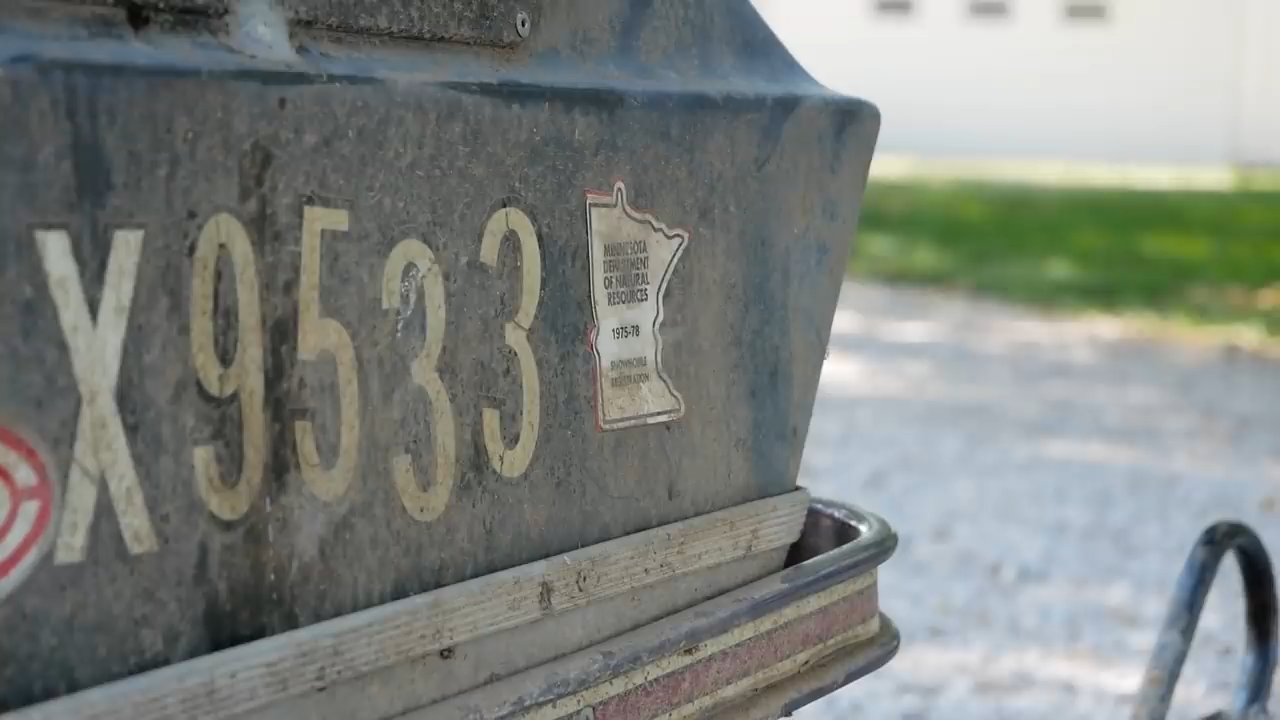 X9533
MINNESOTA
DEPARTMENT
OF NATURAL
RESOURCES
1975-78
SNOWMOBILE
REGISTRATION